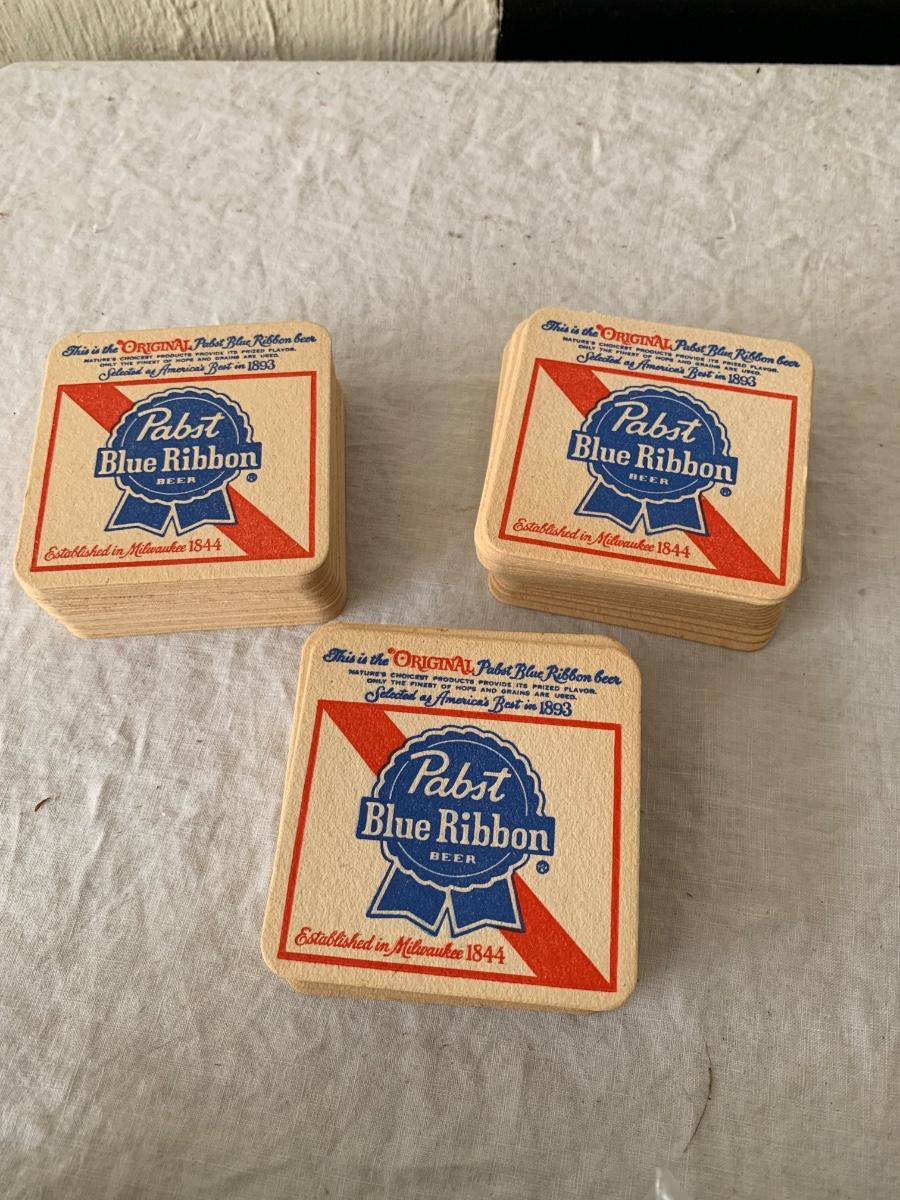 This is the ORIGINAL Pabst Blue Ribbon beer
NATURE'S CHOICEST PRODUCTS PROVIDE ITS PRIZED FLAVOR.
ONLY THE FINEST OF HOPS AND GRAINS ARE USED.
Selected as America's Best in 1893
Pabst
Blue Ribbon
BEER
®
Established in Milwaukee 1844
This is the ORIGINAL Pabst Blue Ribbon beer
NATURE'S CHOICEST PRODUCTS PROVIDE ITS PRIZED FLAVOR.
ONLY THE FINEST OF HOPS AND GRAINS ARE USED.
Selected as America's Best in 1893
Pabst
Blue Ribbon
BEER
®
Established in Milwaukee 1844
This is the ORIGINAL Pabst Blue Ribbon beer
NATURE'S CHOICEST PRODUCTS PROVIDE ITS PRIZED FLAVOR.
ONLY THE FINEST OF HOPS AND GRAINS ARE USED.
Selected as America's Best in 1893
Pabst
Blue Ribbon
BEER
®
Established in Milwaukee 1844